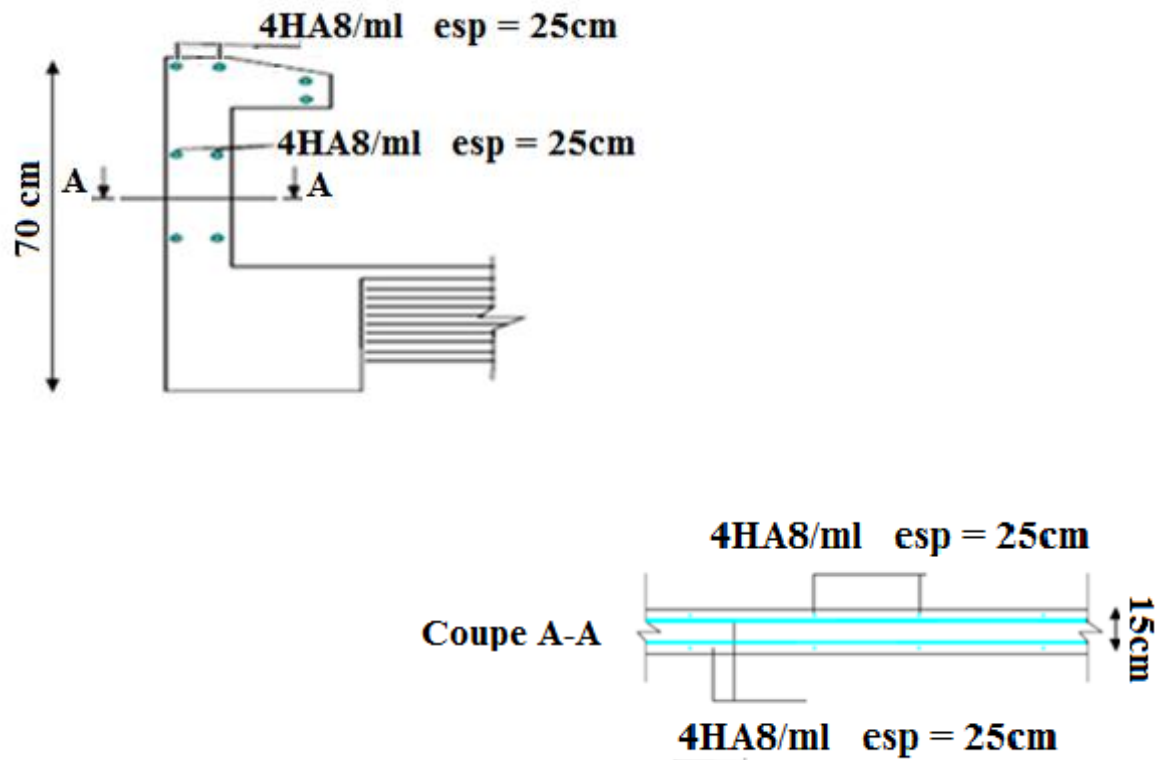 4HA8/ml esp = 25cm
4HA8/ml esp = 25cm
70 cm
A A
4HA8/ml esp = 25cm
Coupe A-A
15cm
4HA8/ml esp = 25cm